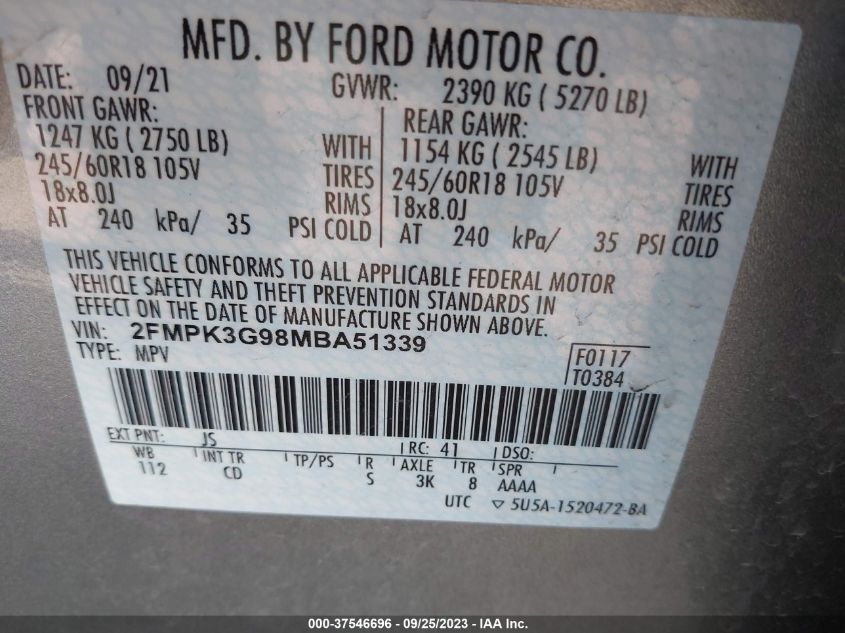 MFD. BY FORD MOTOR CO.
DATE: 09/21 GVWR: 2390 KG ( 5270 LB)
FRONT GAWR: REAR GAWR:
1247 KG ( 2750 LB) WITH 1154 KG ( 2545 LB) WITH
245/60R18 105V TIRES 245/60R18 105V TIRES
18x8.0J RIMS 18x8.0J RIMS
AT 240 kPa/ 35 PSI COLD AT 240 kPa/ 35 PSI COLD
THIS VEHICLE CONFORMS TO ALL APPLICABLE FEDERAL MOTOR
VEHICLE SAFETY AND THEFT PREVENTION STANDARDS IN
EFFECT ON THE DATE OF MANUFACTURE SHOWN ABOVE.
VIN: 2FMPK3G98MBA51339
TYPE: MPV
F0117
T0384
EXT PNT: JS RC: 41 DSO:
WB INT TR TP/PS R AXLE TR SPR
112 CD S 3K 8 AAAA
UTC ▽ 5U5A-1520472-BA
000-37546696 - 09/25/2023 - IAAI Inc.